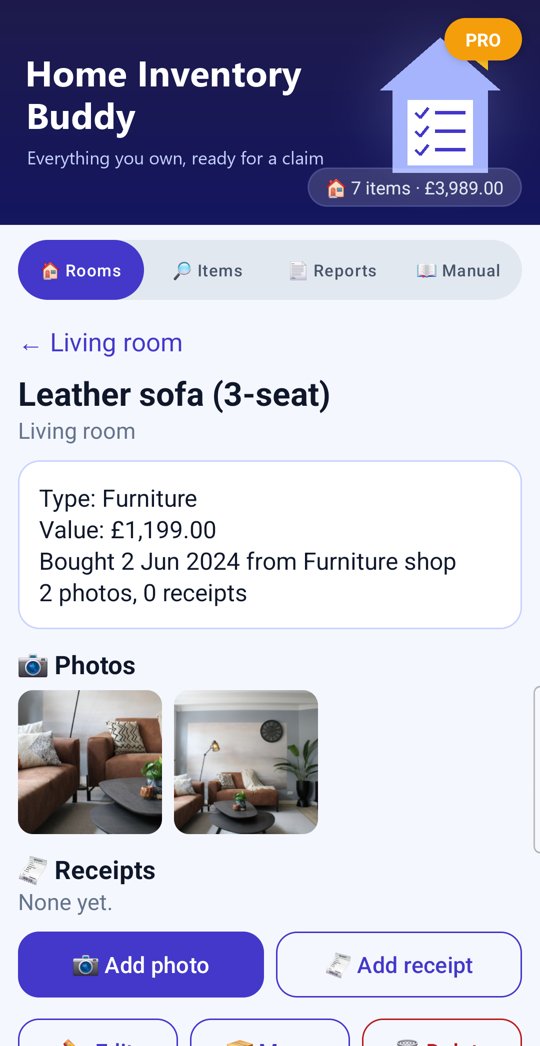 Home Inventory
Buddy
PRO
Everything you own, ready for a claim
7 items · £3,989.00
Rooms Items Reports Manual
← Living room
Leather sofa (3-seat)
Living room
Type: Furniture
Value: £1,199.00
Bought 2 Jun 2024 from Furniture shop
2 photos, 0 receipts
Photos
Receipts
None yet.
Add photo Add receipt